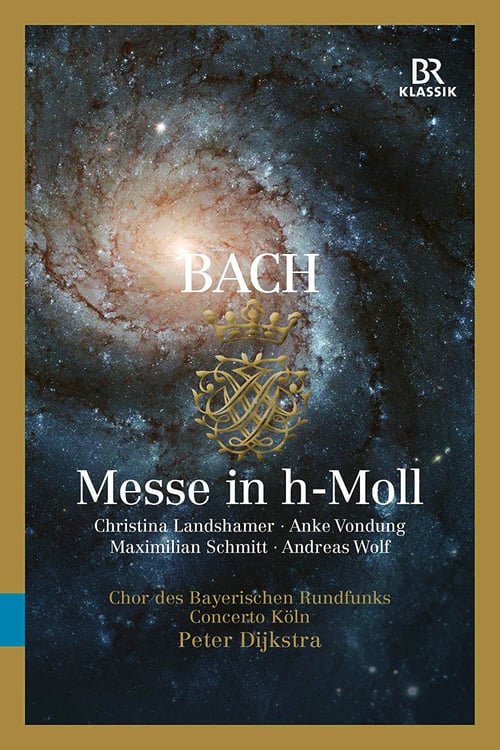 BR
KLASSIK
BACH
Messe in h-Moll
Christina Landshamer · Anke Vondung
Maximilian Schmitt · Andreas Wolf
Chor des Bayerischen Rundfunks
Concerto Köln
Peter Dijkstra